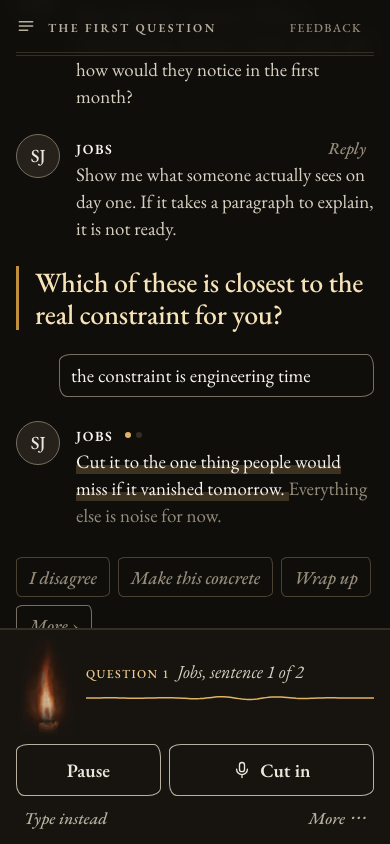 THE FIRST QUESTION
FEEDBACK
how would they notice in the first
month?
SJ
JOBS
Reply
Show me what someone actually sees on
day one. If it takes a paragraph to explain,
it is not ready.
Which of these is closest to the
real constraint for you?
the constraint is engineering time
SJ
JOBS
Cut it to the one thing people would
miss if it vanished tomorrow. Everything
else is noise for now.
I disagree
Make this concrete
Wrap up
More ›
QUESTION 1 Jobs, sentence 1 of 2
Pause
Cut in
Type instead
More ···